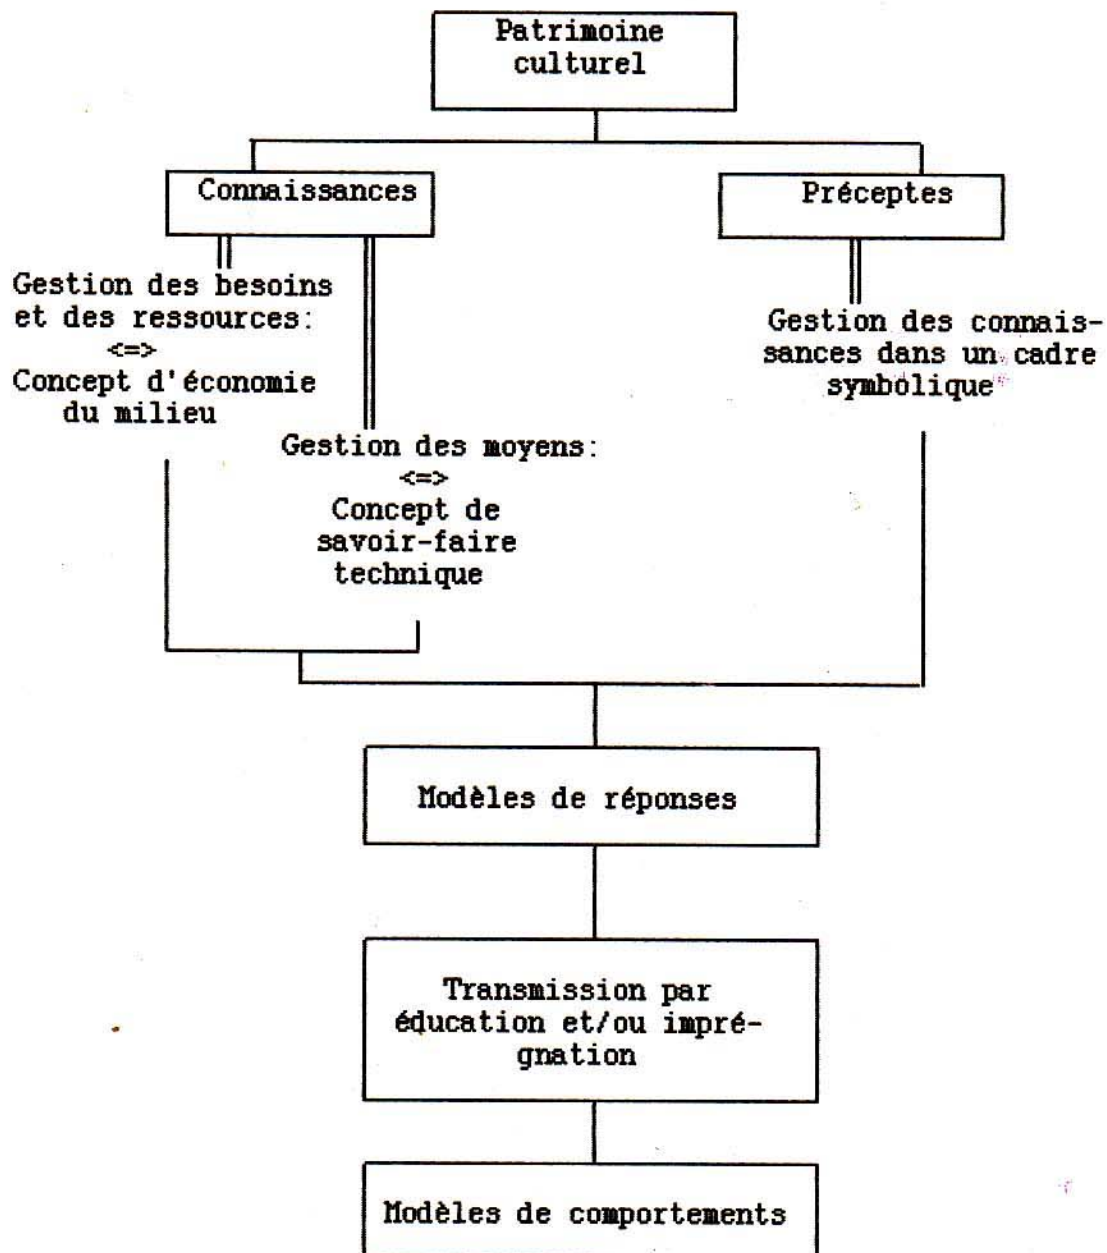 Patrimoine
culturel
Connaissances
Préceptes
Gestion des besoins
et des ressources:
<=>
Concept d'économie
du milieu
Gestion des connais-
sances dans un cadre
symbolique
Gestion des moyens:
<=>
Concept de
savoir-faire
technique
Modèles de réponses
Transmission par
éducation et/ou impré-
gnation
Modèles de comportements